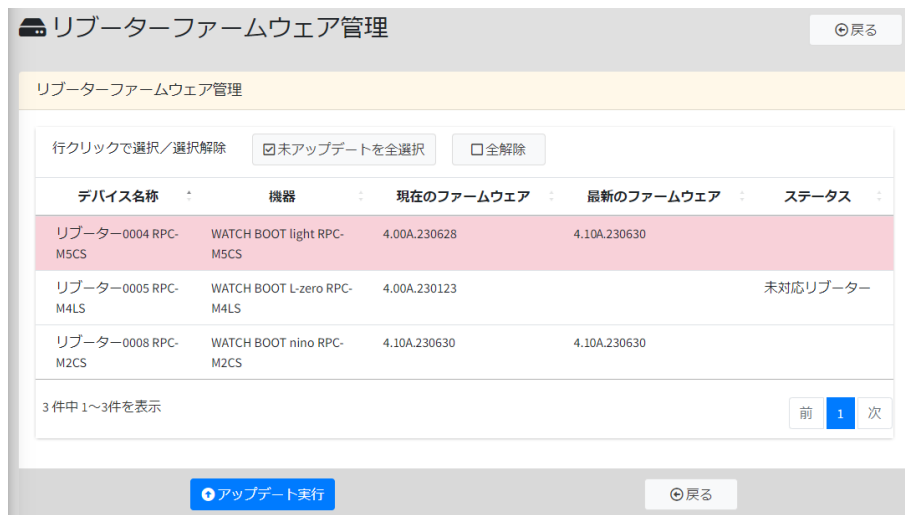 リブーターファームウェア管理
戻る
リブーターファームウェア管理
行クリックで選択／選択解除 未アップデートを全選択 全解除
デバイス名称 機器 現在のファームウェア 最新のファームウェア ステータス
リブーター0004 RPC-M5CS WATCH BOOT light RPC-M5CS 4.00A.230628 4.10A.230630
リブーター0005 RPC-M4LS WATCH BOOT L-zero RPC-M4LS 4.00A.230123 未対応リブーター
リブーター0008 RPC-M2CS WATCH BOOT nino RPC-M2CS 4.10A.230630 4.10A.230630
3 件中 1～3件を表示
前 1 次
アップデート実行 戻る